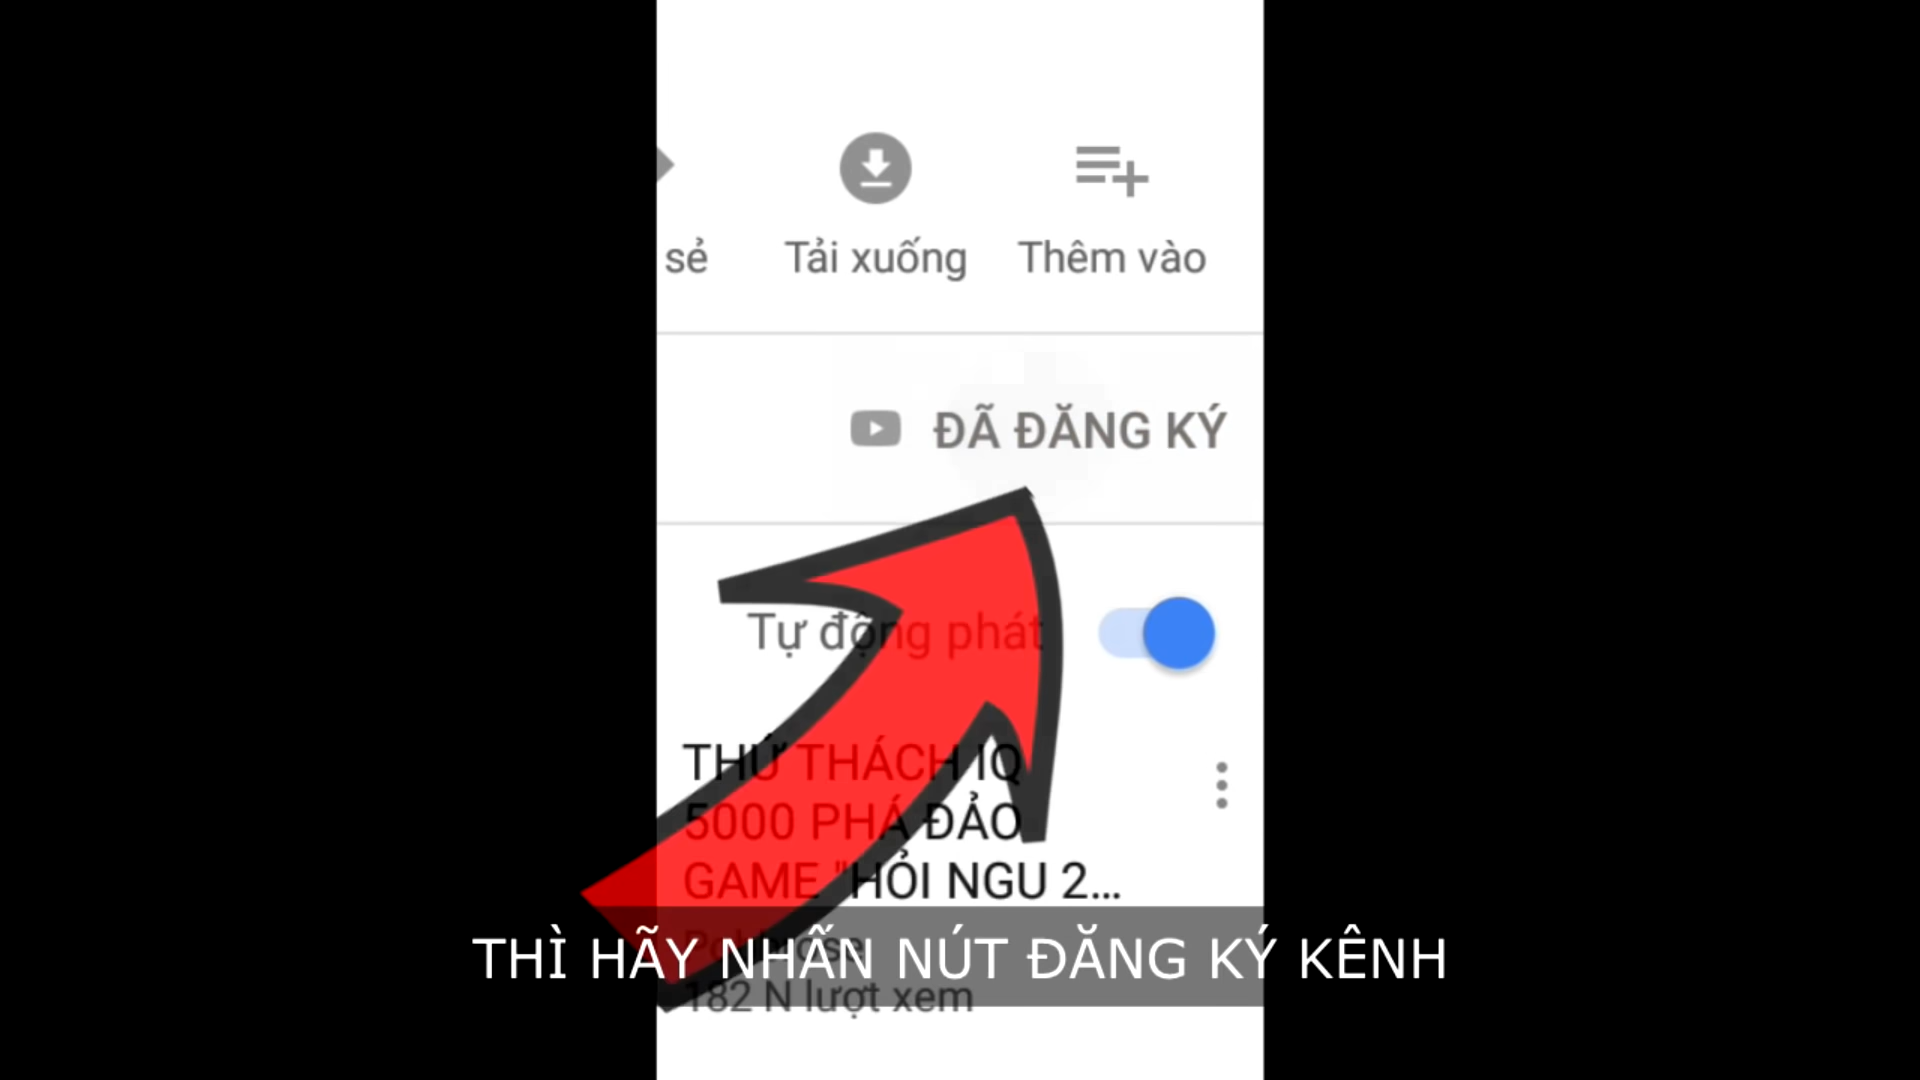 sẻ
Tải xuống
Thêm vào
ĐÃ ĐĂNG KÝ
Tự động phát
THỬ THÁCH IQ
5000 PHÁ ĐẢO
GAME "HỎI NGU 2...
THÌ HÃY NHẤN NÚT ĐĂNG KÝ KÊNH
182 N lượt xem